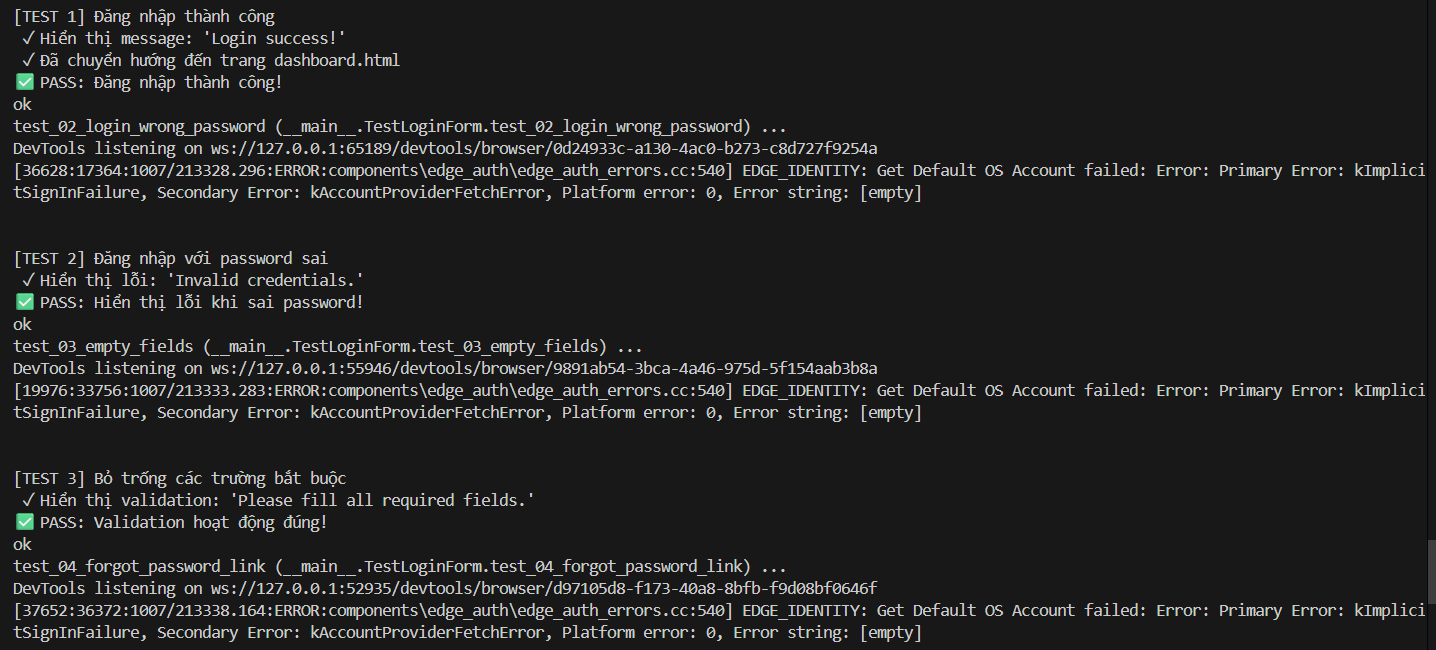 [TEST 1] Đăng nhập thành công
✓ Hiển thị message: 'Login success!'
✓ Đã chuyển hướng đến trang dashboard.html
✅ PASS: Đăng nhập thành công!
ok
test_02_login_wrong_password (__main__.TestLoginForm.test_02_login_wrong_password) ...
DevTools listening on ws://127.0.0.1:65189/devtools/browser/0d24933c-a130-4ac0-b273-c8d727f9254a
[36628:17364:1007/213328.296:ERROR:components\edge_auth\edge_auth_errors.cc:540] EDGE_IDENTITY: Get Default OS Account failed: Error: Primary Error: kImplici
tSignInFailure, Secondary Error: kAccountProviderFetchError, Platform error: 0, Error string: [empty]
[TEST 2] Đăng nhập với password sai
✓ Hiển thị lỗi: 'Invalid credentials.'
✅ PASS: Hiển thị lỗi khi sai password!
ok
test_03_empty_fields (__main__.TestLoginForm.test_03_empty_fields) ...
DevTools listening on ws://127.0.0.1:55946/devtools/browser/9891ab54-3bca-4a46-975d-5f154aab3b8a
[19976:33756:1007/213333.283:ERROR:components\edge_auth\edge_auth_errors.cc:540] EDGE_IDENTITY: Get Default OS Account failed: Error: Primary Error: kImplici
tSignInFailure, Secondary Error: kAccountProviderFetchError, Platform error: 0, Error string: [empty]
[TEST 3] Bỏ trống các trường bắt buộc
✓ Hiển thị validation: 'Please fill all required fields.'
✅ PASS: Validation hoạt động đúng!
ok
test_04_forgot_password_link (__main__.TestLoginForm.test_04_forgot_password_link) ...
DevTools listening on ws://127.0.0.1:52935/devtools/browser/d97105d8-f173-40a8-8bfb-f9d08bf0646f
[37652:36372:1007/213338.164:ERROR:components\edge_auth\edge_auth_errors.cc:540] EDGE_IDENTITY: Get Default OS Account failed: Error: Primary Error: kImplici
tSignInFailure, Secondary Error: kAccountProviderFetchError, Platform error: 0, Error string: [empty]